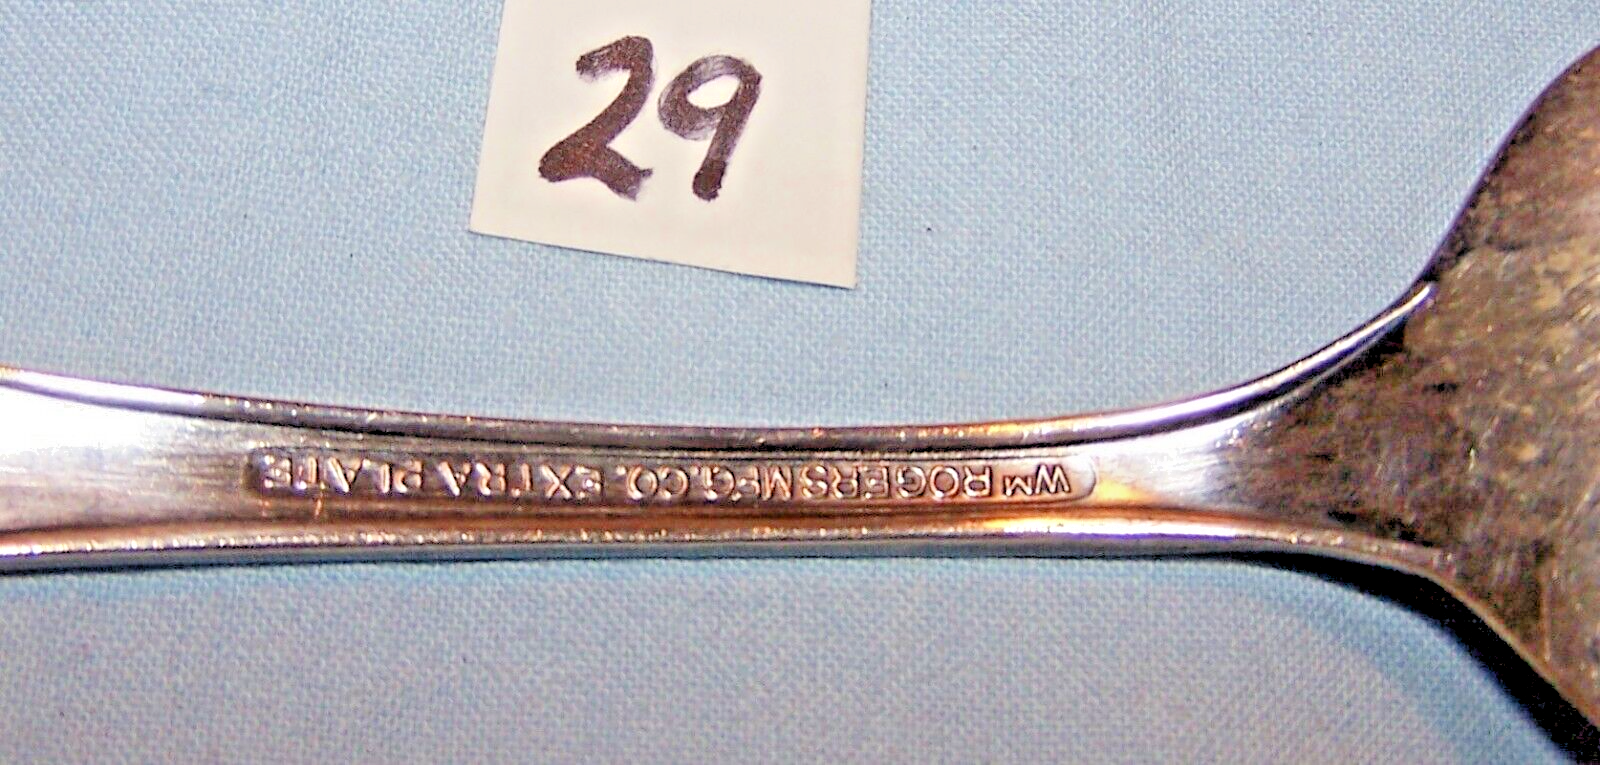 29
WM ROGERS MFG. CO. EXTRA PLATE